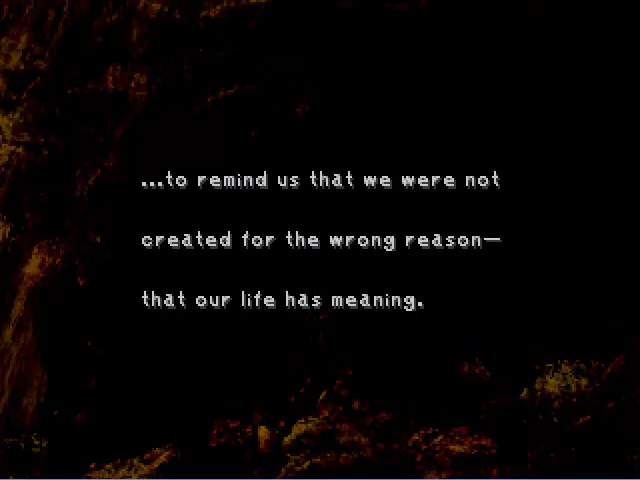 ...to remind us that we were not
created for the wrong reason—
that our life has meaning.